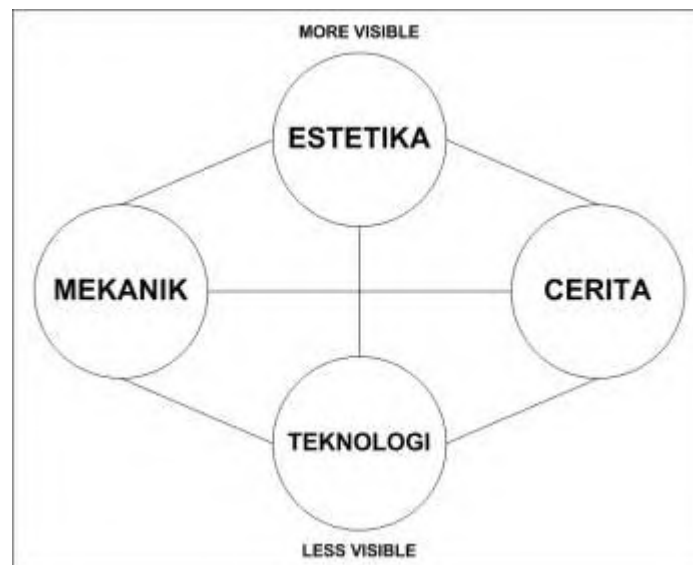 MORE VISIBLE
ESTETIKA
MEKANIK
CERITA
TEKNOLOGI
LESS VISIBLE